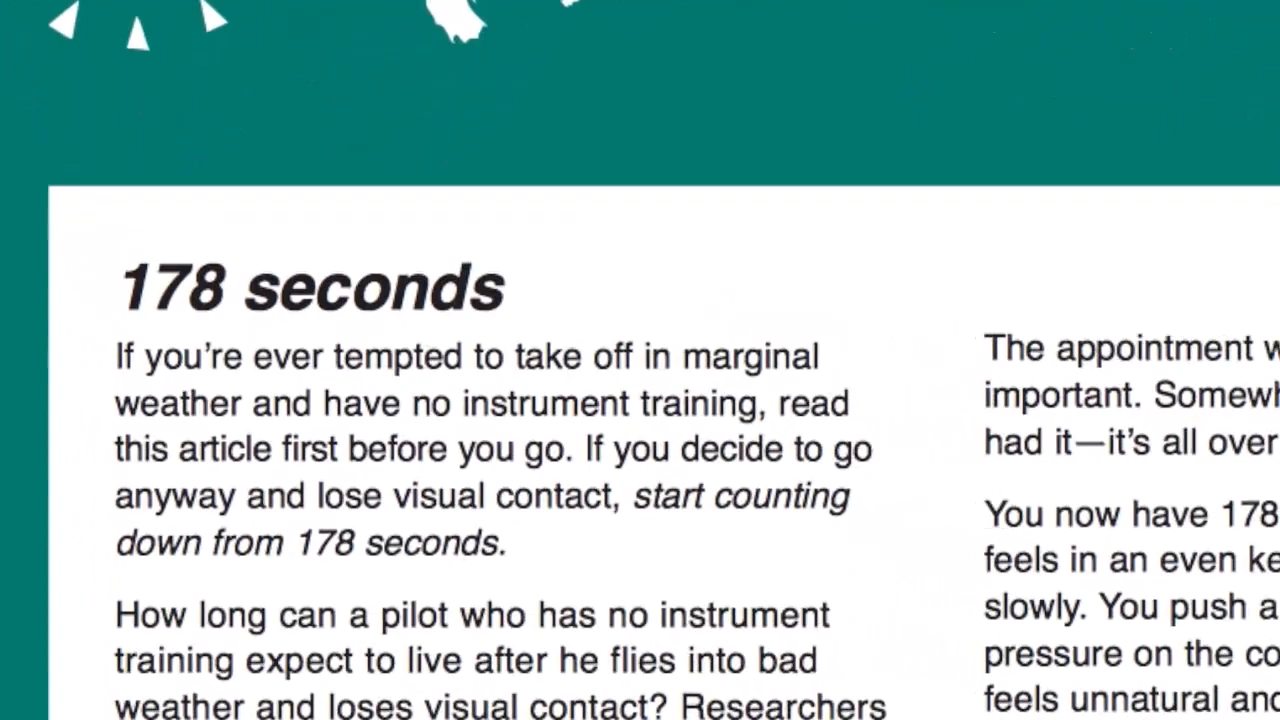 178 seconds
If you’re ever tempted to take off in marginal
weather and have no instrument training, read
this article first before you go. If you decide to go
anyway and lose visual contact, start counting
down from 178 seconds.
How long can a pilot who has no instrument
training expect to live after he flies into bad
weather and loses visual contact? Researchers
The appointment
important.
had it—it’s all over
You now have 178
feels in an even
slowly. You push a
pressure on the
feels unnatural and